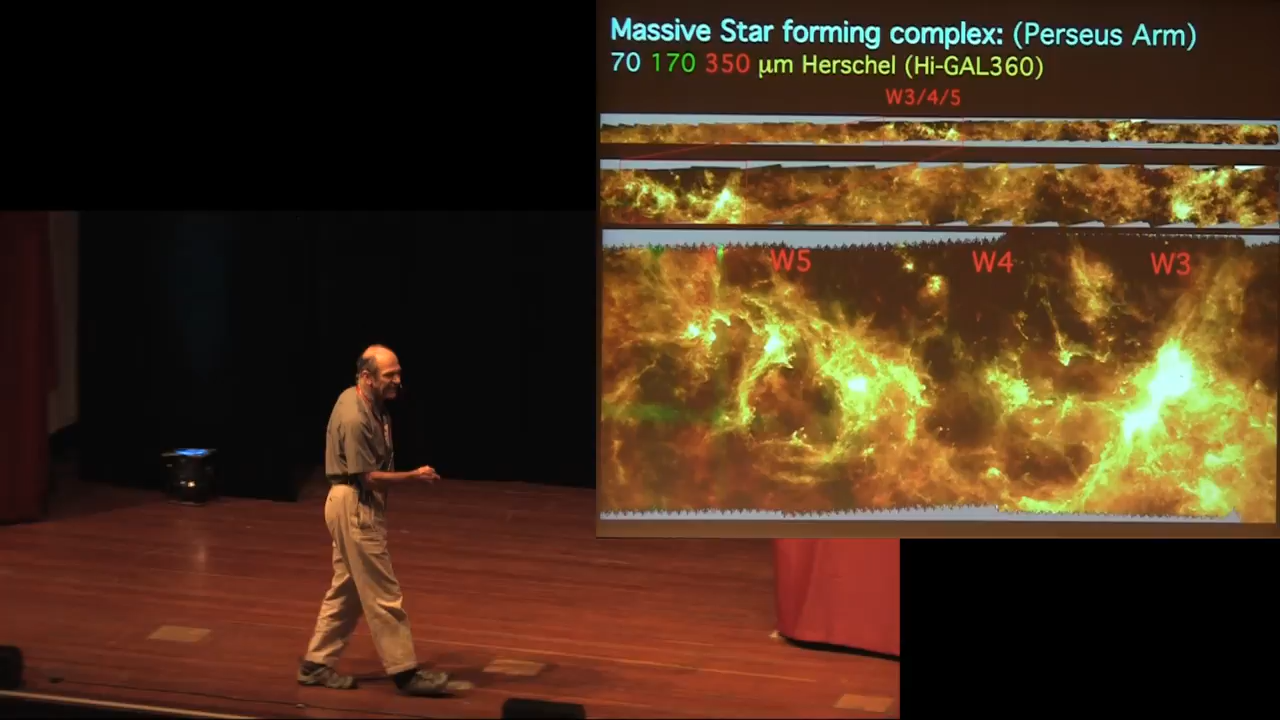 Massive Star forming complex: (Perseus Arm)
70 170 350 μm Herschel (Hi-GAL360)
W3/4/5
W5 W4 W3